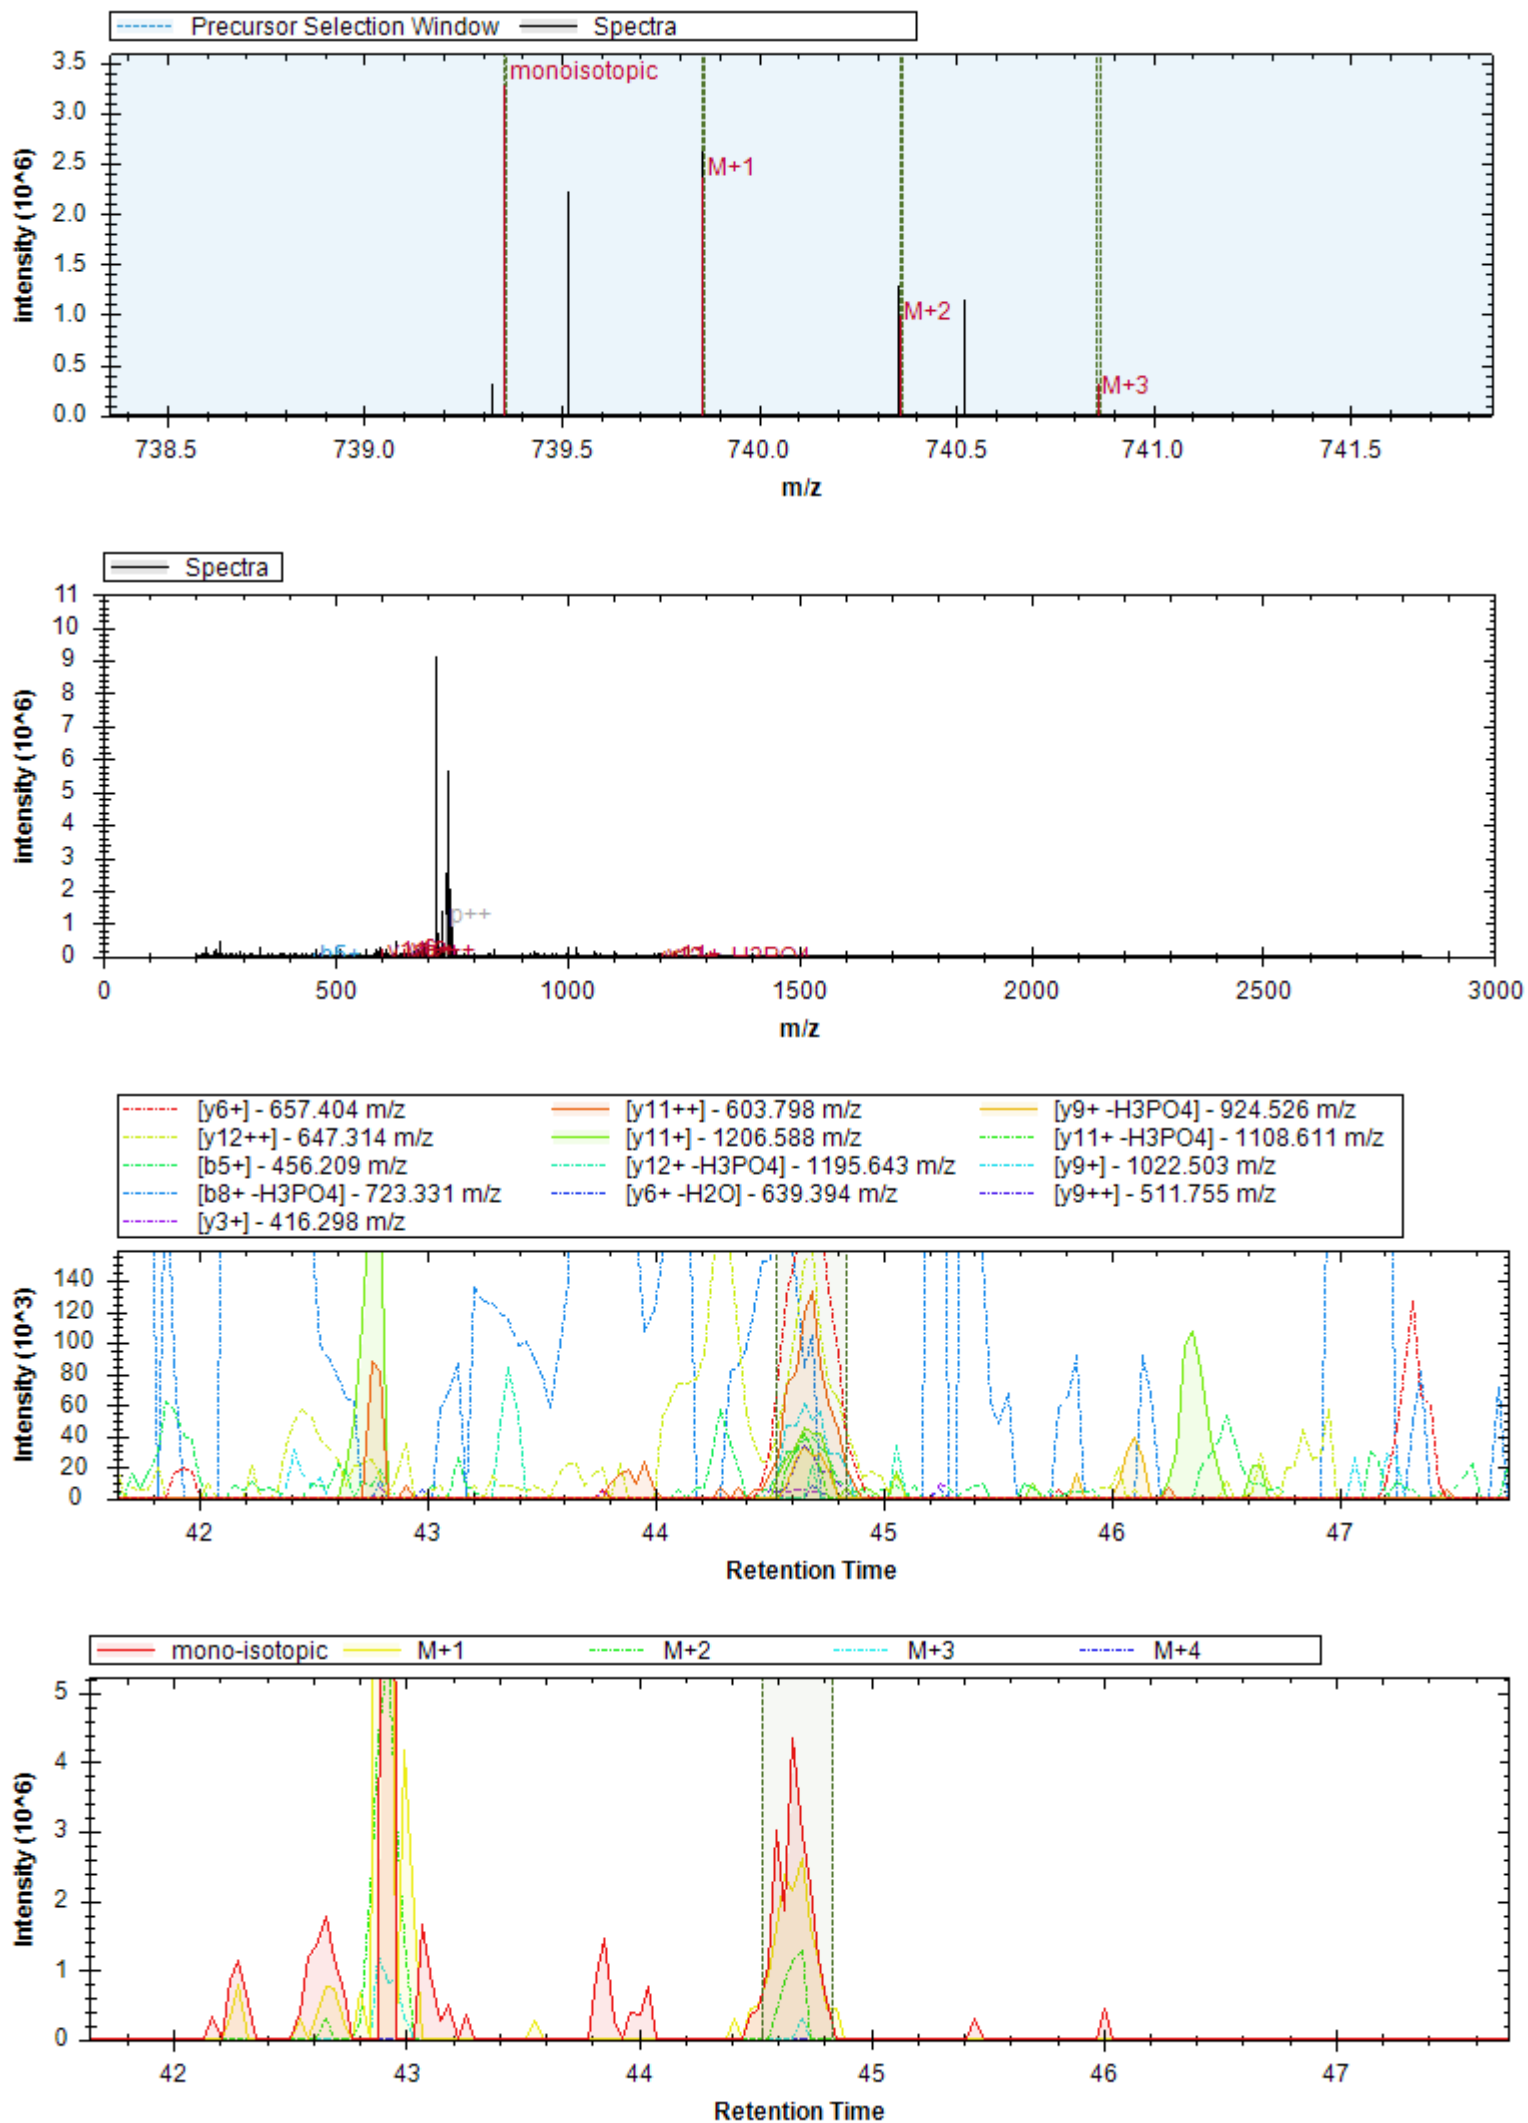 Precursor Selection Window Spectra
3.5
3.0
2.5
2.0
1.5
1.0
0.5
0.0
intensity (10^6)
monoisotopic
M+1
M+2
M+3
738.5 739.0 739.5 740.0 740.5 741.0 741.5
m/z
Spectra
11
10
9
8
7
6
5
4
3
2
1
0
intensity (10^6)
p++
b5+
H3PO4
0 500 1000 1500 2000 2500 3000
m/z
[y6+] - 657.404 m/z [y11++] - 603.798 m/z [y9+ -H3PO4] - 924.526 m/z
[y12++] - 647.314 m/z [y11+] - 1206.588 m/z [y11+ -H3PO4] - 1108.611 m/z
[b5+] - 456.209 m/z [y12+ -H3PO4] - 1195.643 m/z [y9+] - 1022.503 m/z
[b8+ -H3PO4] - 723.331 m/z [y6+ -H2O] - 639.394 m/z [y9++] - 511.755 m/z
[y3+] - 416.298 m/z
140
120
100
80
60
40
20
0
Intensity (10^3)
42 43 44 45 46 47
Retention Time
mono-isotopic M+1 M+2 M+3 M+4
5
4
3
2
1
0
Intensity (10^6)
42 43 44 45 46 47
Retention Time